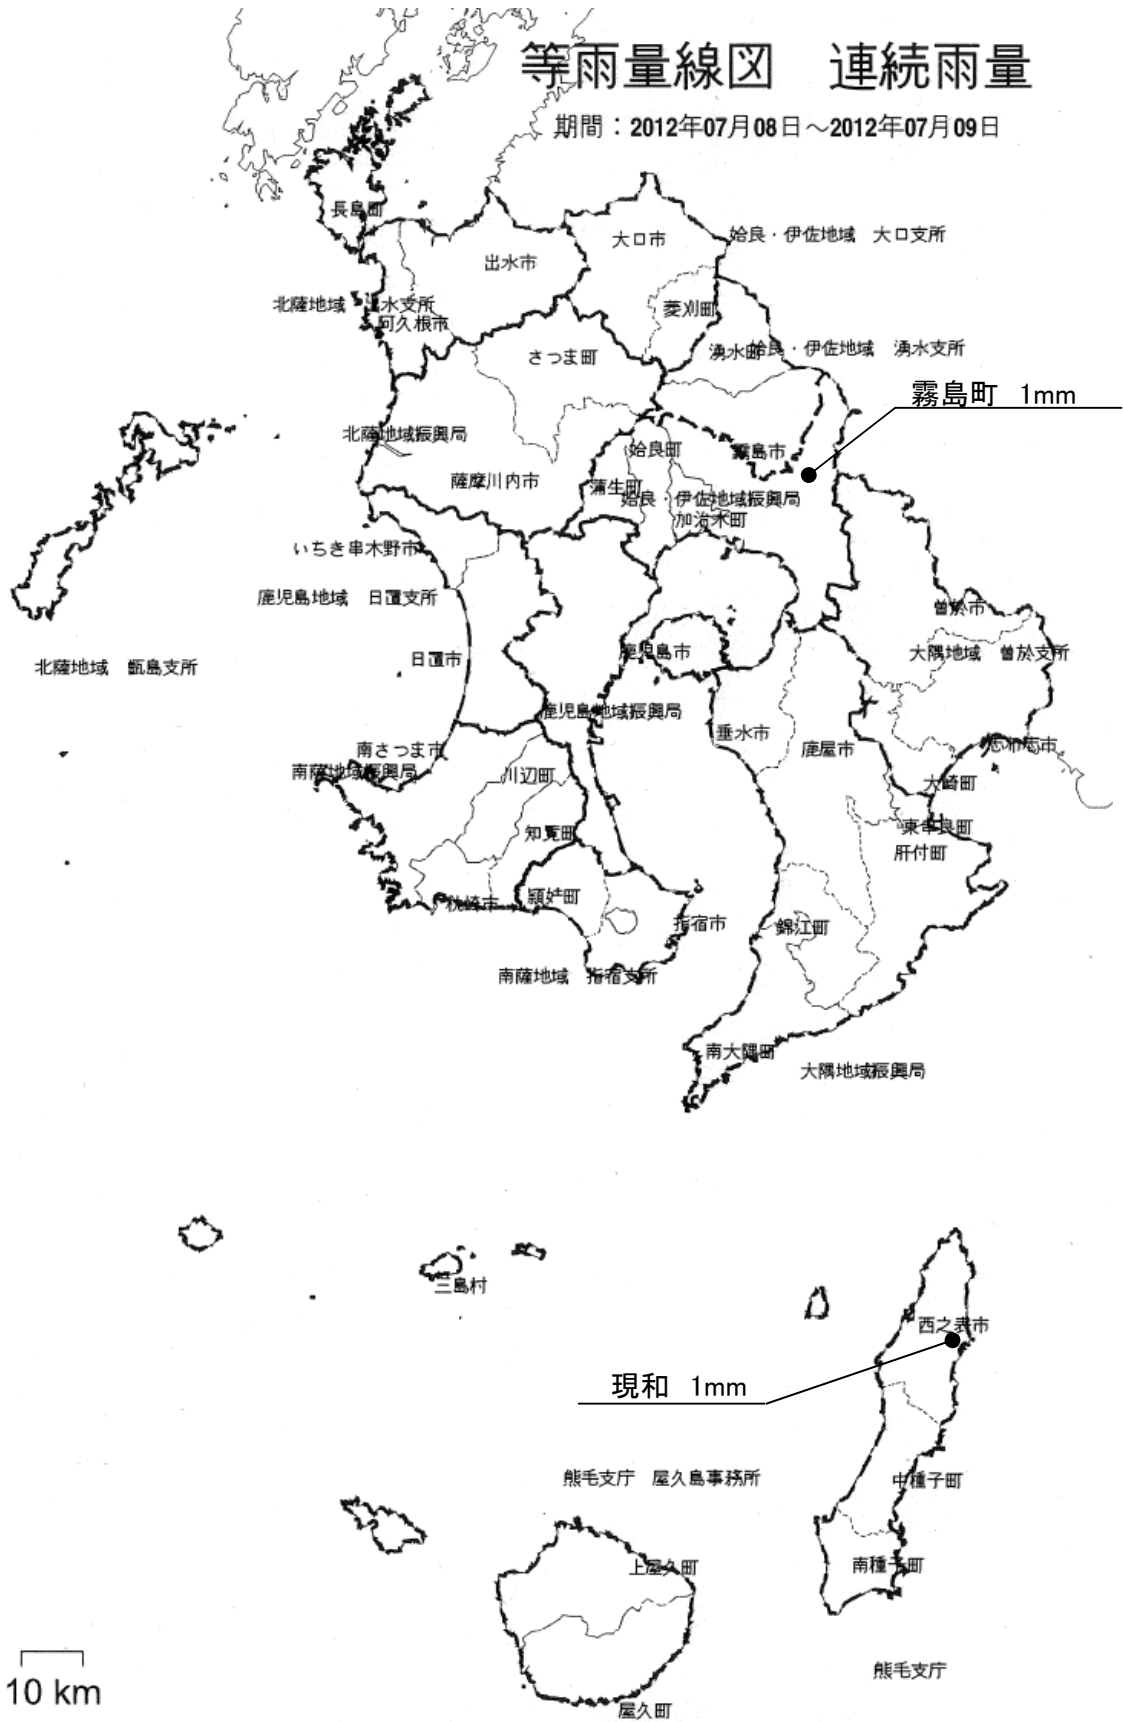 等雨量線図　連続雨量
期間：2012年07月08日～2012年07月09日
長島町
大口市
姶良・伊佐地域　大口支所
出水市
北薩地域　出水支所
阿久根市
菱刈町
さつま町
湧水町
姶良・伊佐地域　湧水支所
霧島町　1mm
北薩地域振興局
姶良町
霧島市
薩摩川内市
蒲生町
姶良・伊佐地域振興局
加治木町
いちき串木野市
鹿児島地域　日置支所
曽於市
日置市
鹿児島市
大隅地域　曽於支所
北薩地域　甑島支所
鹿児島地域振興局
垂水市
鹿屋市
志布志市
南さつま市
南薩地域振興局
川辺町
大崎町
知覧町
東串良町
肝付町
枕崎市
頴娃町
指宿市
錦江町
南薩地域　指宿支所
南大隅町
大隅地域振興局
三島村
西之表市
現和　1mm
熊毛支庁　屋久島事務所
中種子町
上屋久町
南種子町
熊毛支庁
10 km
屋久町